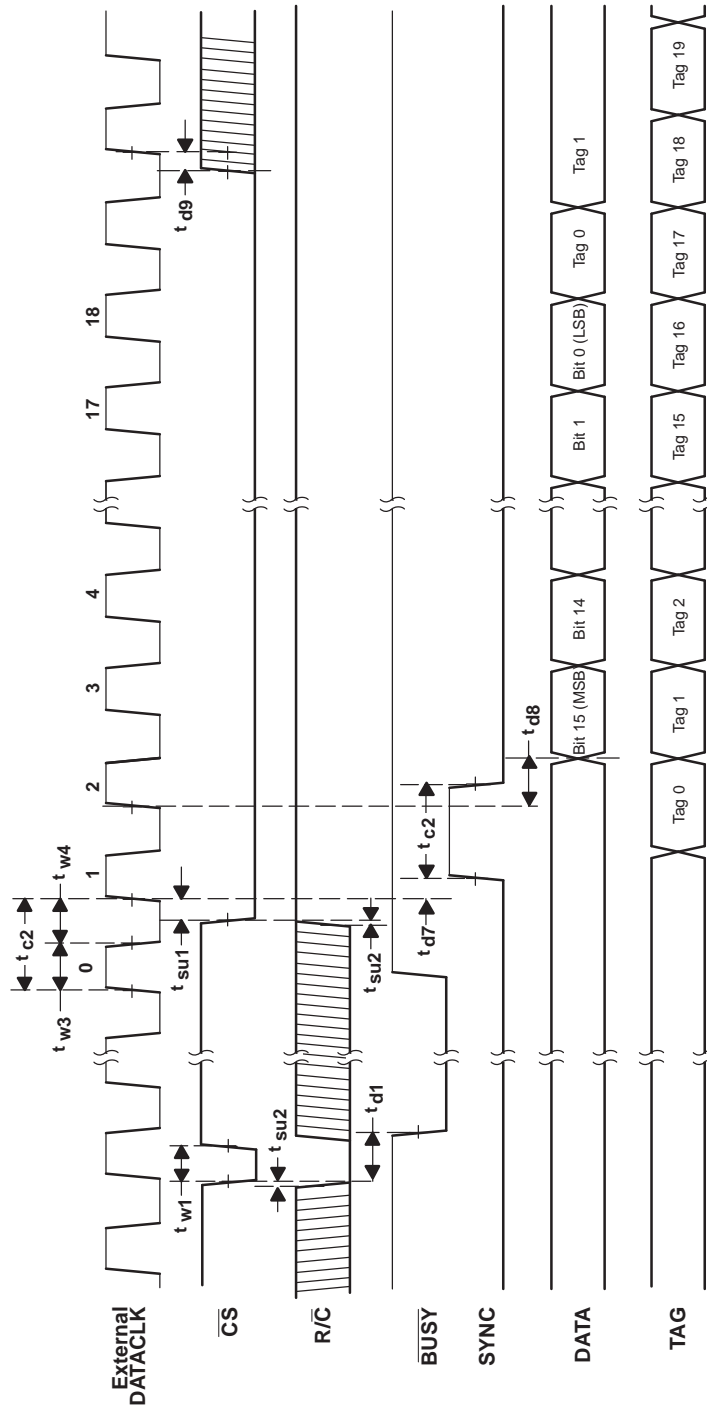 External
DATACLK
CS
R/C
BUSY
SYNC
DATA
TAG
t c2
t w3
t w4
0
1
2
3
4
17
18
t w1
t su1
t d9
t su2
t su2
t d1
t d7
t c2
t d8
Bit 15 (MSB)
Bit 14
Bit 1
Bit 0 (LSB)
Tag 0
Tag 1
Tag 0
Tag 1
Tag 2
Tag 15
Tag 16
Tag 17
Tag 18
Tag 19